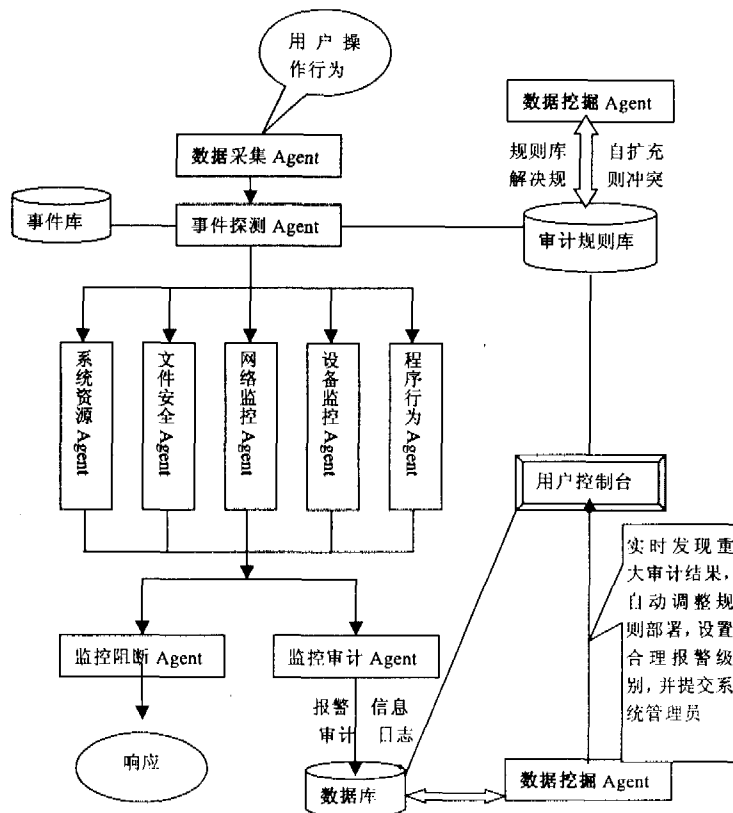 用户操
作行为
数据挖掘 Agent
数据采集 Agent
规则库 自扩充
解决规 则冲突
事件库
事件探测 Agent
审计规则库
系统资源 Agent
文件安全 Agent
网络监控 Agent
设备监控 Agent
程序行为 Agent
用户控制台
实时发现重
大审计结果，
自动调整规
则部署，设置
合理报警级
别，并提交系
统管理员
监控阻断 Agent
监控审计 Agent
报警 信息
审计 日志
响应
数据库
数据挖掘 Agent